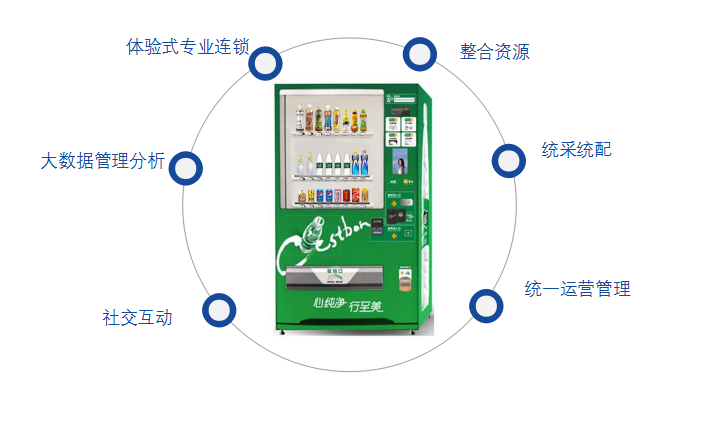 体验式专业连锁
整合资源
大数据管理分析
统采统配
社交互动
统一运营管理
C'estbon
取物口
心纯净 行至美